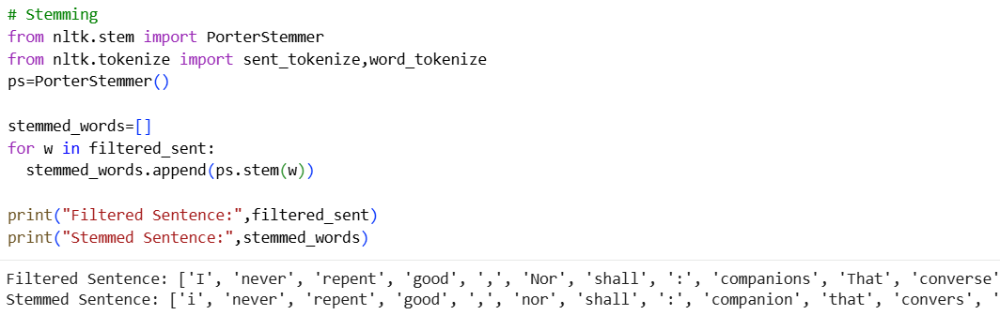 # Stemming
from nltk.stem import PorterStemmer
from nltk.tokenize import sent_tokenize,word_tokenize
ps=PorterStemmer()

stemmed_words=[]
for w in filtered_sent:
  stemmed_words.append(ps.stem(w))

print("Filtered Sentence:",filtered_sent)
print("Stemmed Sentence:",stemmed_words)

Filtered Sentence: ['I', 'never', 'repent', 'good', ',', 'Nor', 'shall', ':', 'companions', 'That', 'converse'
Stemmed Sentence: ['i', 'never', 'repent', 'good', ',', 'nor', 'shall', ':', 'companion', 'that', 'convers',